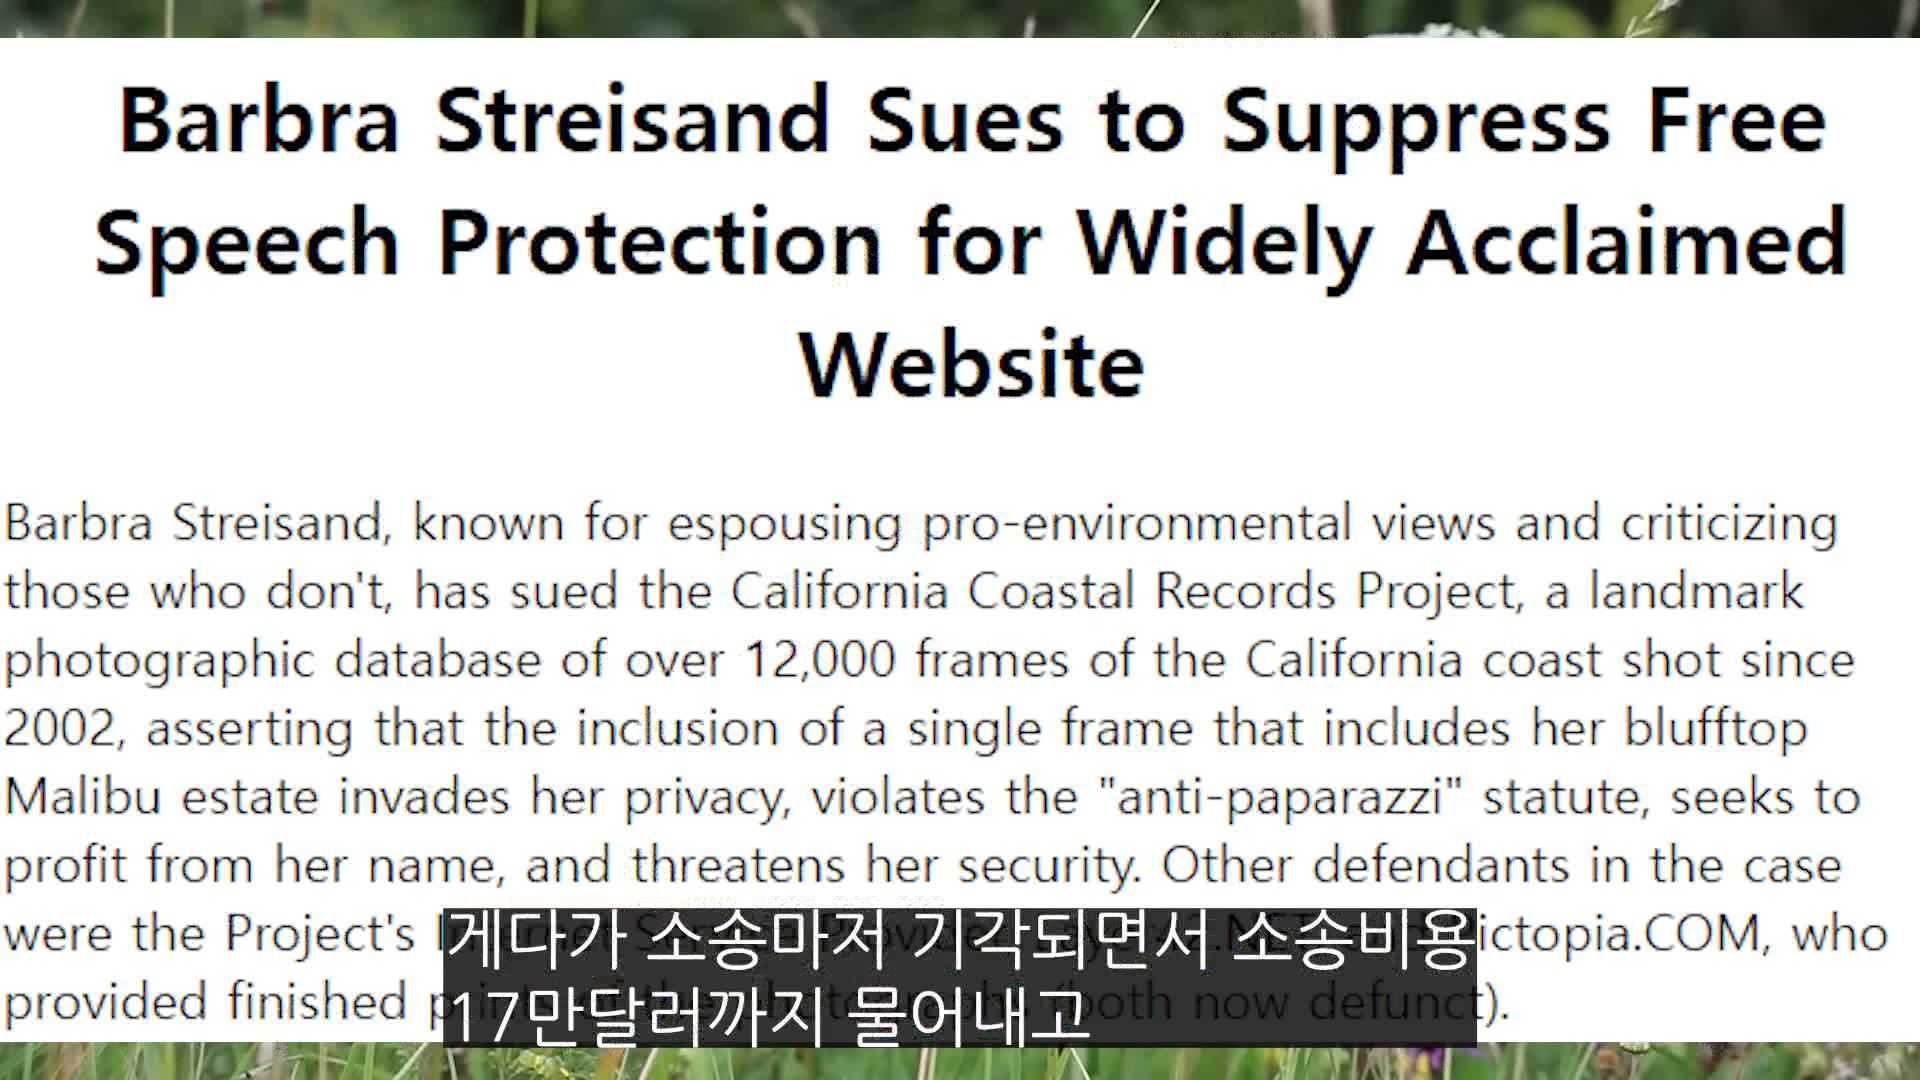 Barbra Streisand Sues to Suppress Free
Speech Protection for Widely Acclaimed
Website
Barbra Streisand, known for espousing pro-environmental views and criticizing
those who don't, has sued the California Coastal Records Project, a landmark
photographic database of over 12,000 frames of the California coast shot since
2002, asserting that the inclusion of a single frame that includes her blufftop
Malibu estate invades her privacy, violates the "anti-paparazzi" statute, seeks to
profit from her name, and threatens her security. Other defendants in the case
were the Project's ictopia.COM, who
provided finished (both now defunct).
게다가 소송마저 기각되면서 소송비용
17만달러까지 물어내고